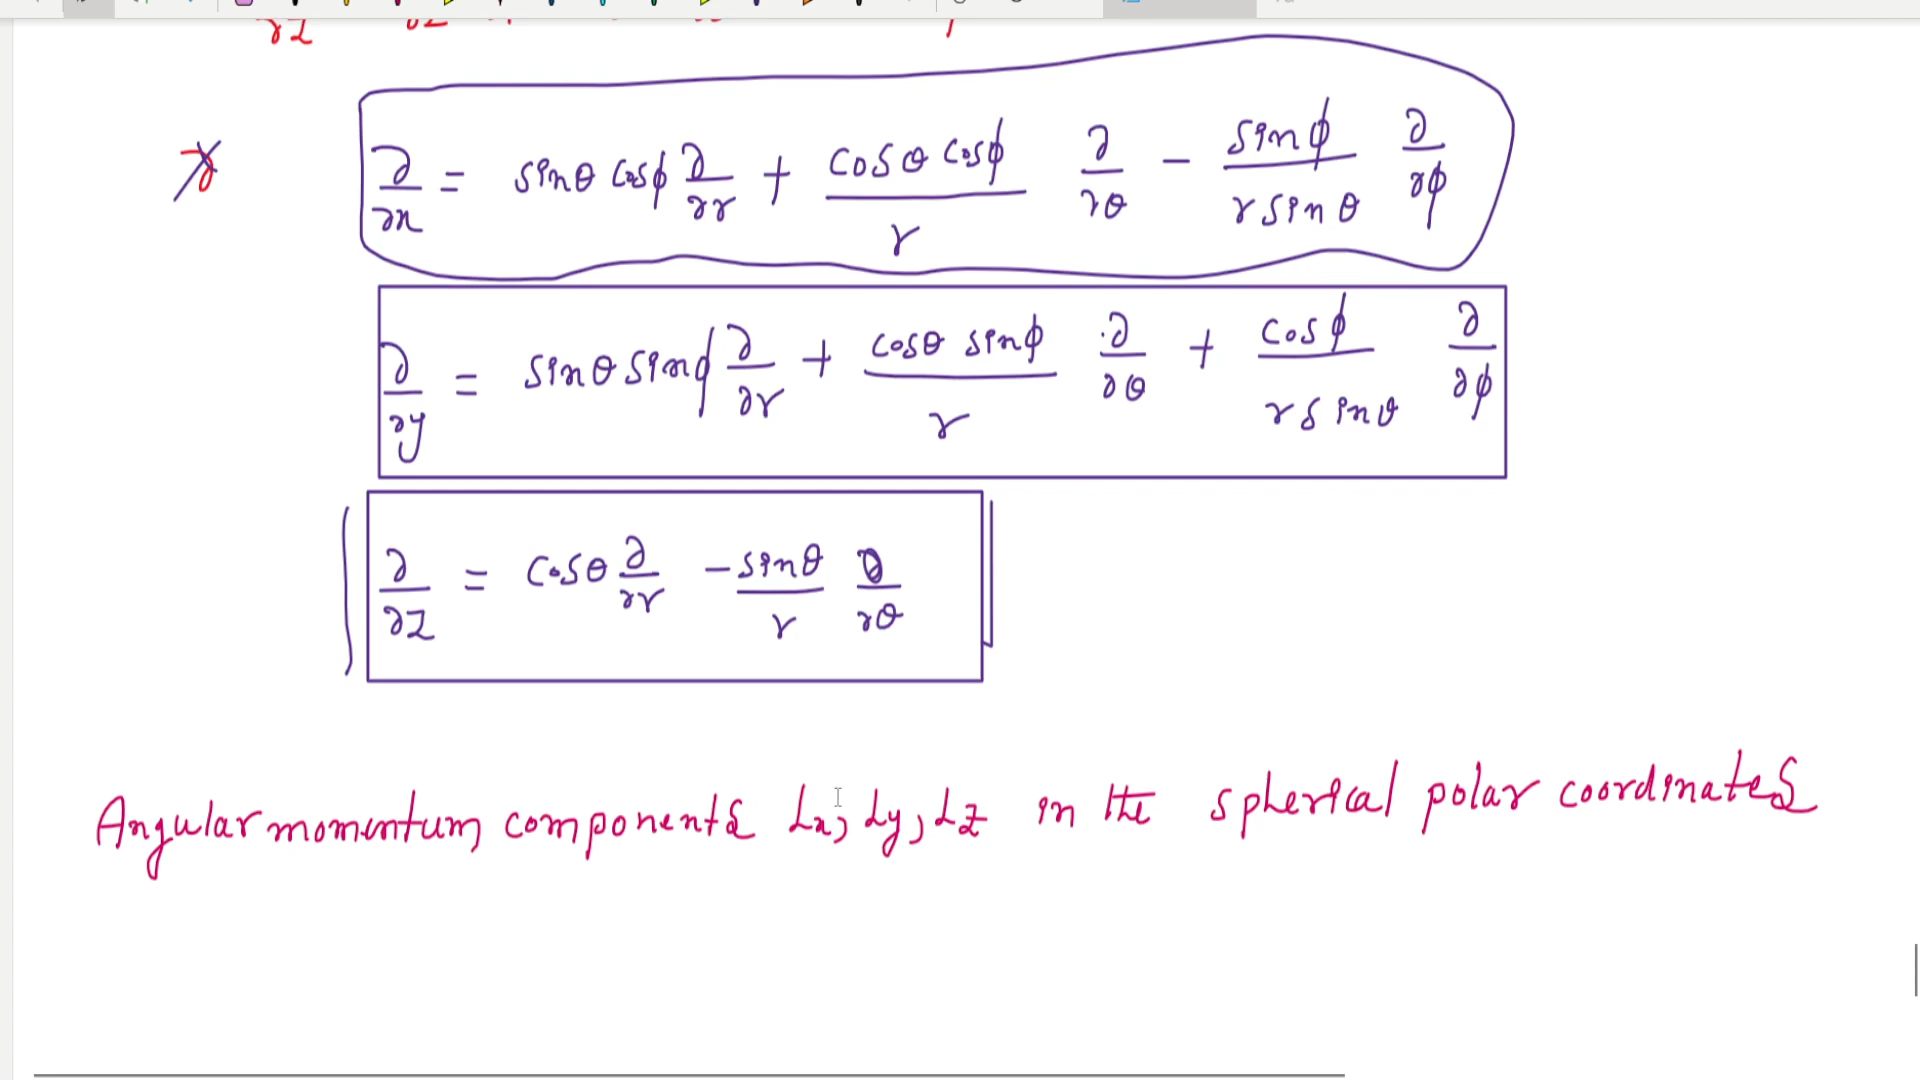 ∂/∂x = sinθ cosϕ ∂/∂r + cosθ cosϕ/r ∂/∂θ − sinϕ/r sinθ ∂/∂ϕ
∂/∂y = sinθ sinϕ ∂/∂r + cosθ sinϕ/r ∂/∂θ + cosϕ/r sinθ ∂/∂ϕ
∂/∂z = cosθ ∂/∂r − sinθ/r ∂/∂θ
Angular momentum components Lx, Ly, Lz in the spherical polar coordinates